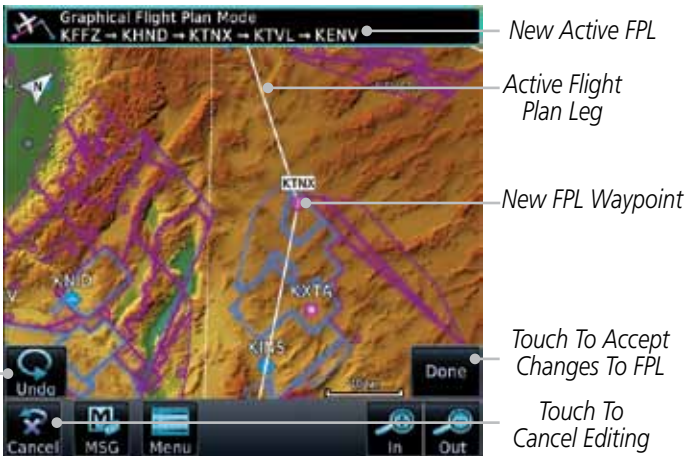 Graphical Flight Plan Mode
KFFZ → KHND → KTNX → KTVL → KENV
New Active FPL
N
Active Flight
Plan Leg
KTNX
New FPL Waypoint
KNID
KXTA
KINS
Undo
Done
Touch To Accept
Changes To FPL
Cancel
MSG
Menu
In
Out
Touch To
Cancel Editing